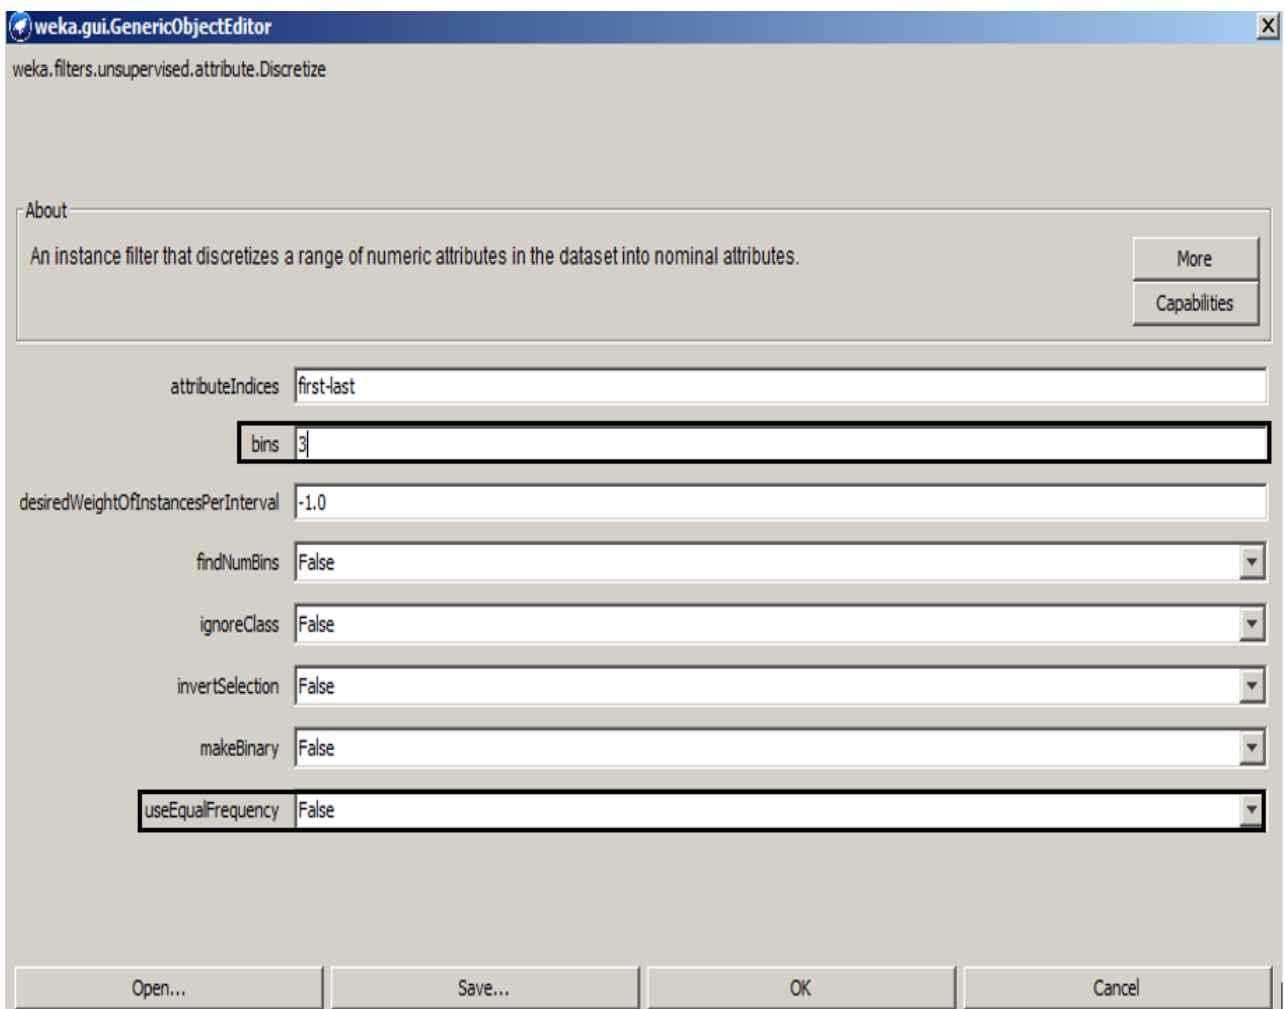 weka.gui.GenericObjectEditor
weka.filters.unsupervised.attribute.Discretize
About
An instance filter that discretizes a range of numeric attributes in the dataset into nominal attributes.
More
Capabilities
attributeIndices first-last
bins 3
desiredWeightOfInstancesPerInterval -1.0
findNumBins False
ignoreClass False
invertSelection False
makeBinary False
useEqualFrequency False
Open... Save... OK Cancel